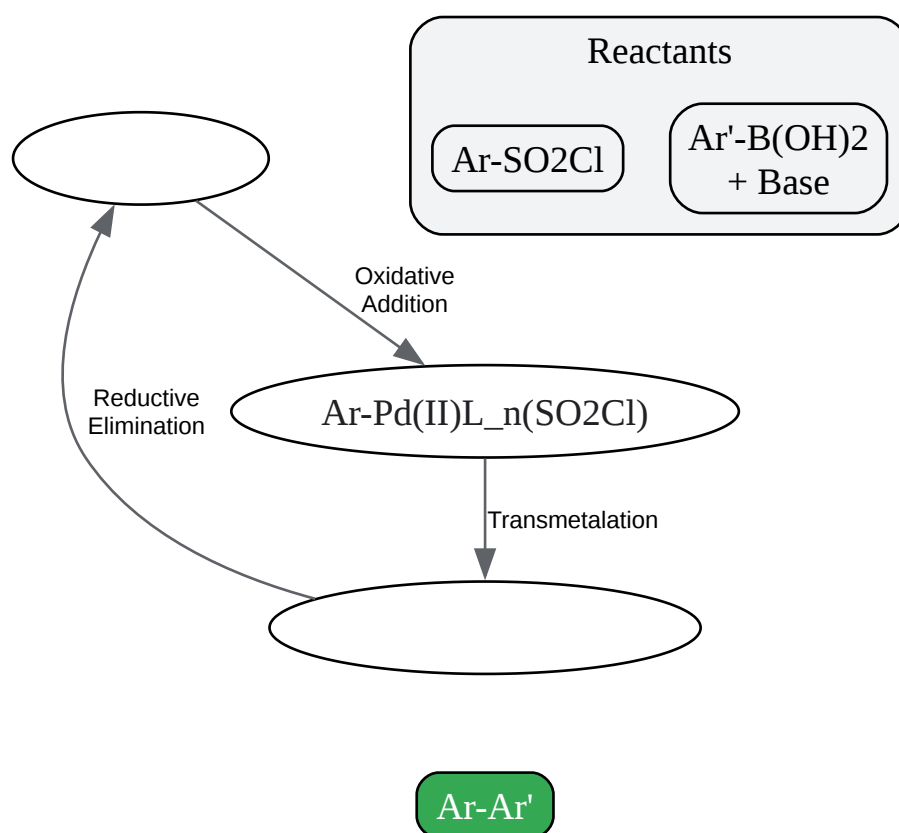 Reactants
Ar-SO2Cl
Ar'-B(OH)2
+ Base
Oxidative
Addition
Ar-Pd(II)L_n(SO2Cl)
Reductive
Elimination
Transmetalation
Ar-Ar'